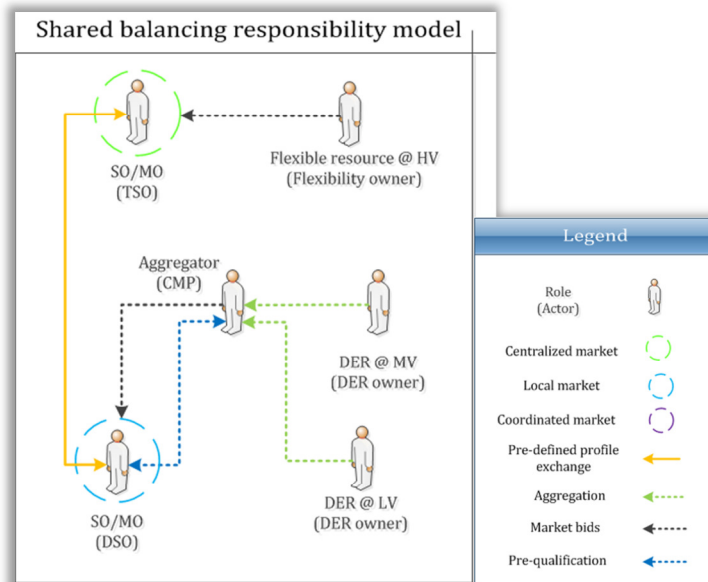 Shared balancing responsibility model
SO/MO
(TSO)
Flexible resource @ HV
(Flexibility owner)
Aggregator
(CMP)
DER @ MV
(DER owner)
SO/MO
(DSO)
DER @ LV
(DER owner)
Legend
Role
(Actor)
Centralized market
Local market
Coordinated market
Pre-defined profile
exchange
Aggregation
Market bids
Pre-qualification